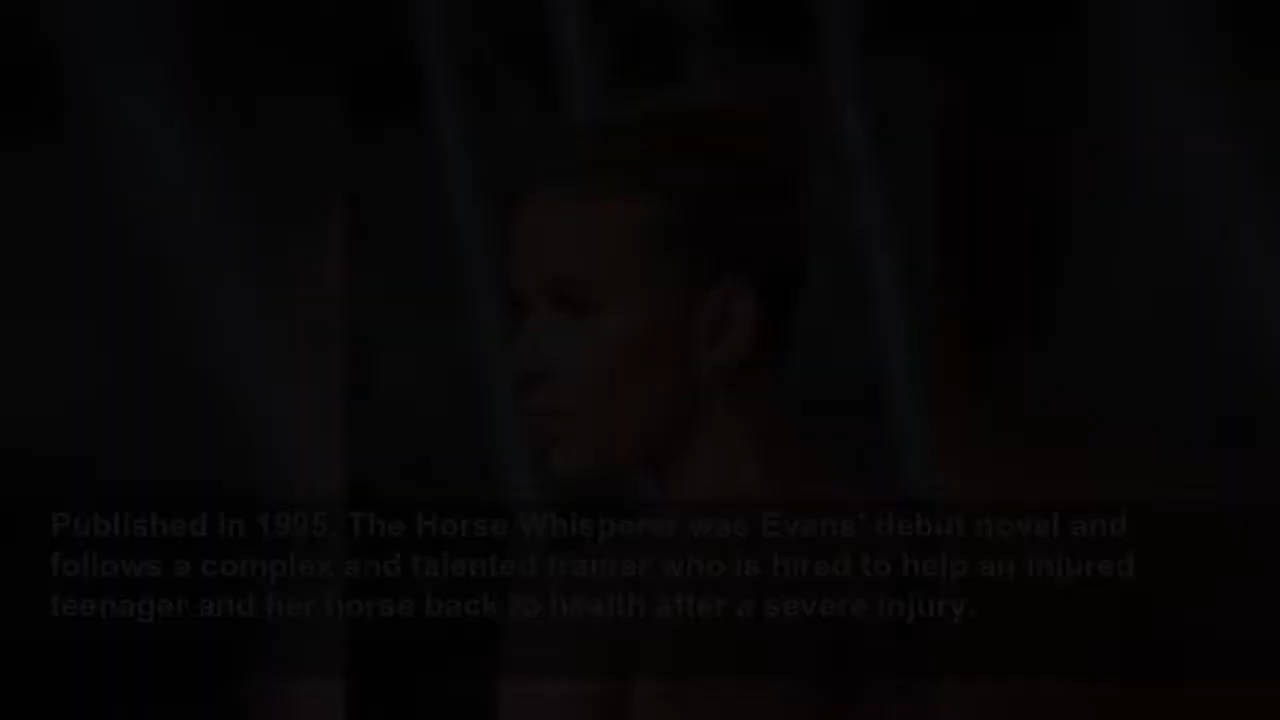 Published in 1995, The Horse Whisperer was Evans' debut novel and
follows a complex and talented trainer who is hired to help an injured
teenager and her horse back to health after a severe injury.